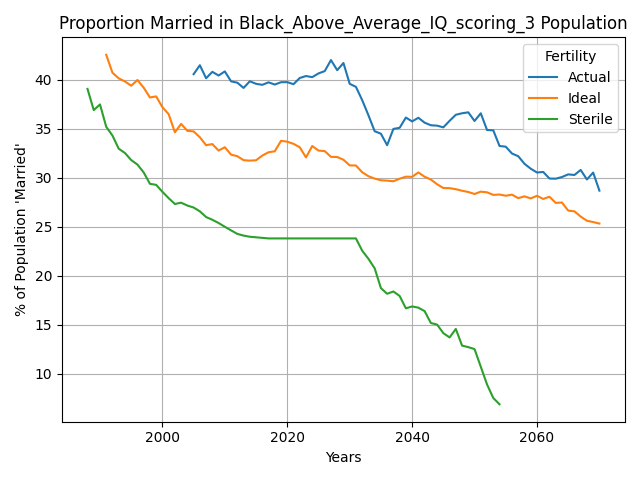 Proportion Married in Black_Above_Average_IQ_scoring_3 Population
Fertility
Actual
Ideal
Sterile
% of Population 'Married'
40
35
30
25
20
15
10
2000
2020
2040
2060
Years